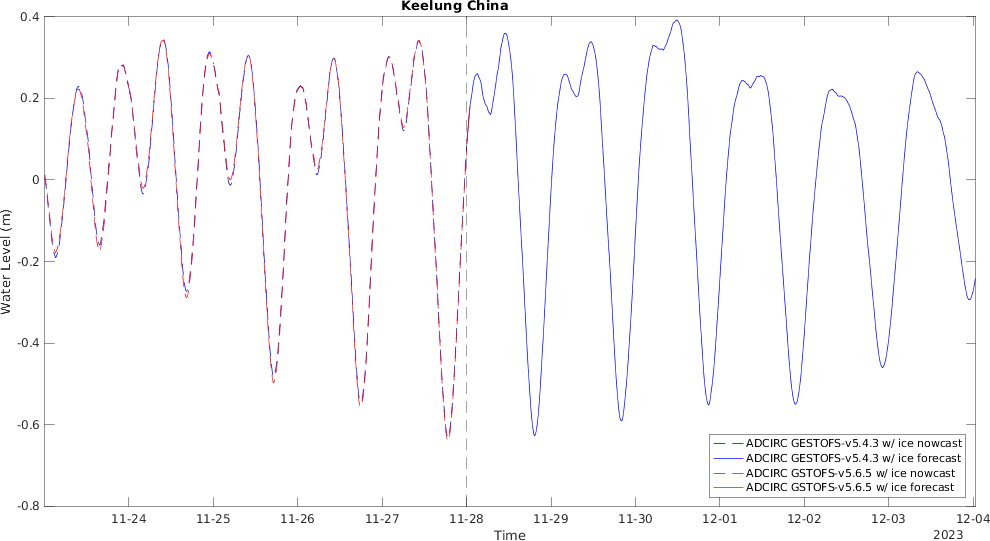 Keelung China
0.4
0.2
0
-0.2
-0.4
-0.6
-0.8
Water Level (m)
11-24
11-25
11-26
11-27
11-28
11-29
11-30
12-01
12-02
12-03
12-04
Time
2023
ADCIRC GESTOFS-v5.4.3 w/ ice nowcast
ADCIRC GESTOFS-v5.4.3 w/ ice forecast
ADCIRC GSTOFS-v5.6.5 w/ ice nowcast
ADCIRC GSTOFS-v5.6.5 w/ ice forecast